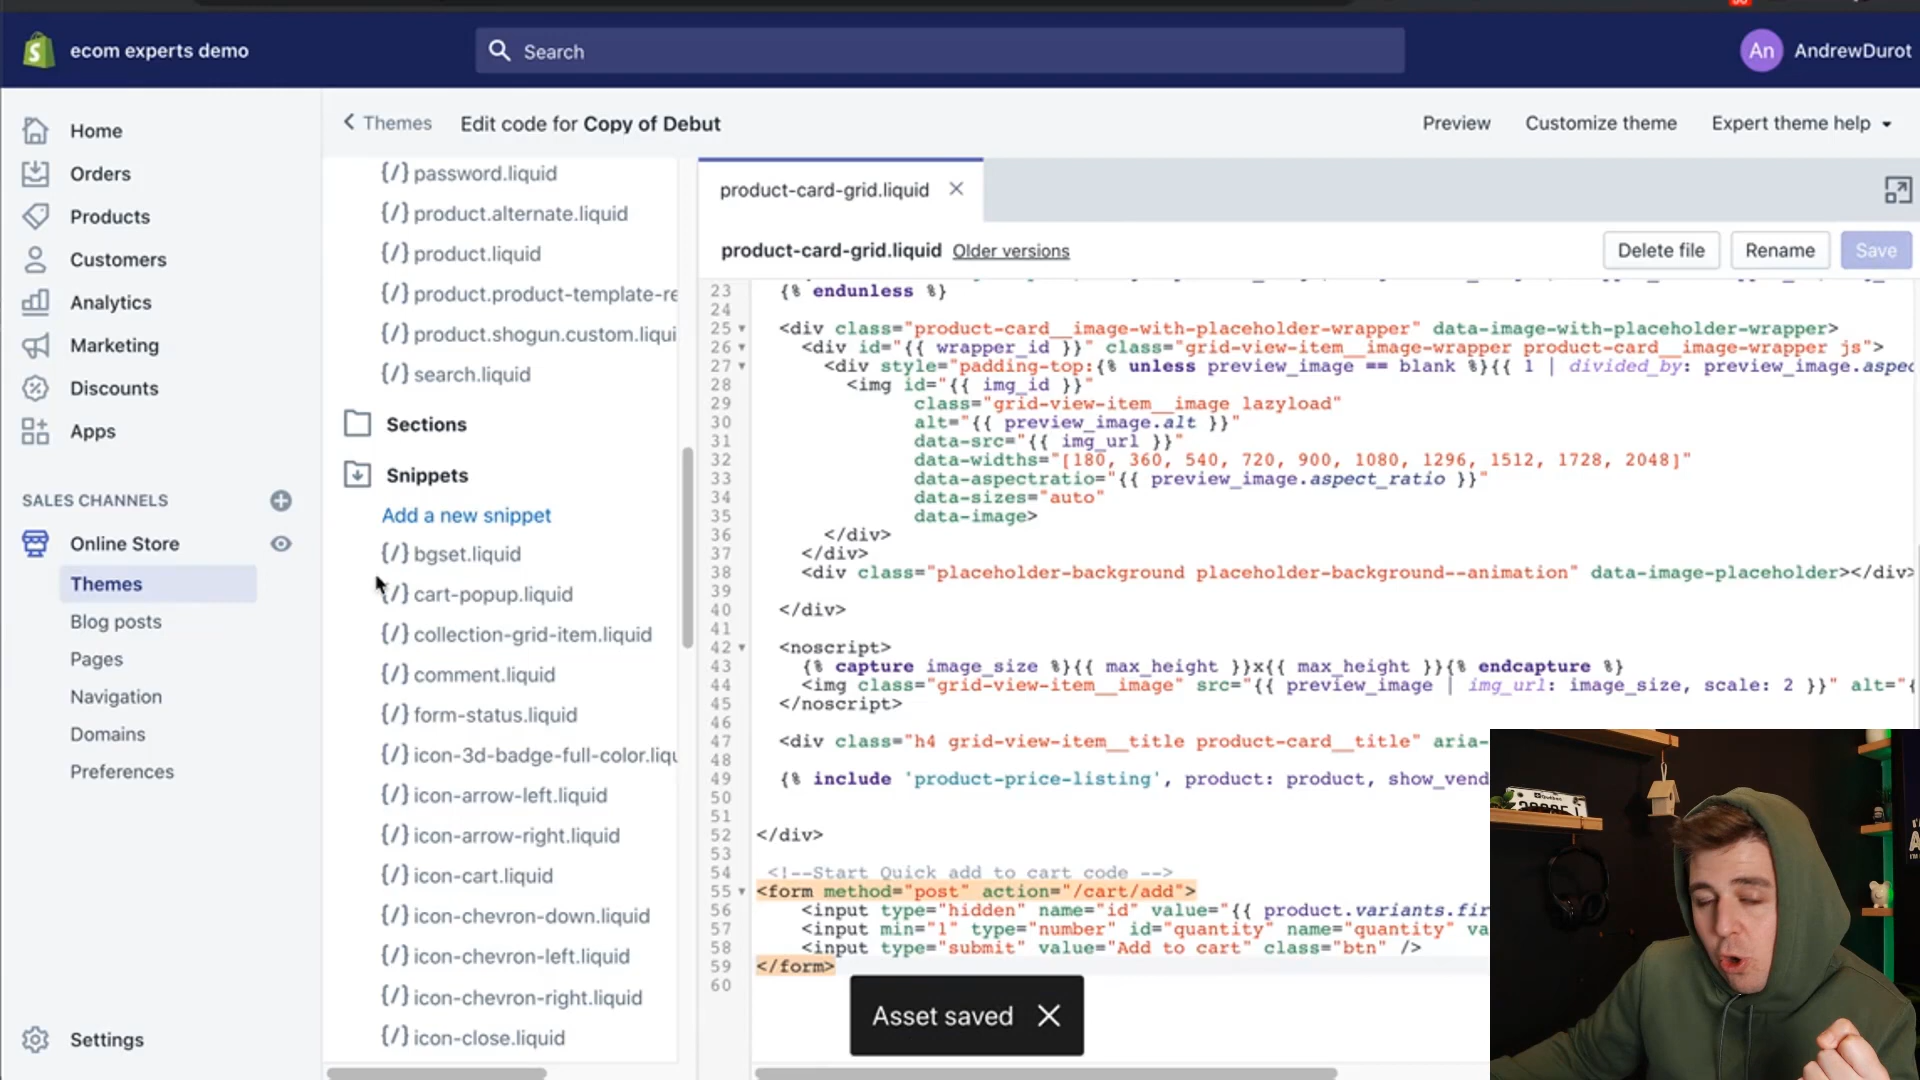 ecom experts demo
Search
An
AndrewDurot
Home
Orders
Products
Customers
Analytics
Marketing
Discounts
Apps
SALES CHANNELS
Online Store
Themes
Blog posts
Pages
Navigation
Domains
Preferences
Settings
Themes
Edit code for Copy of Debut
Preview
Customize theme
Expert theme help
{/} password.liquid
{/} product.alternate.liquid
{/} product.liquid
{/} product.product-template-re
{/} product.shogun.custom.liqui
{/} search.liquid
Sections
Snippets
Add a new snippet
{/} bgset.liquid
{/} cart-popup.liquid
{/} collection-grid-item.liquid
{/} comment.liquid
{/} form-status.liquid
{/} icon-3d-badge-full-color.liqu
{/} icon-arrow-left.liquid
{/} icon-arrow-right.liquid
{/} icon-cart.liquid
{/} icon-chevron-down.liquid
{/} icon-chevron-left.liquid
{/} icon-chevron-right.liquid
{/} icon-close.liquid
product-card-grid.liquid
product-card-grid.liquid Older versions
Delete file
Rename
Save
23 {% endunless %}
24
25 <div class="product-card__image-with-placeholder-wrapper" data-image-with-placeholder-wrapper>
26 <div id="{{ wrapper_id }}" class="grid-view-item__image-wrapper product-card__image-wrapper js">
27 <div style="padding-top:{% unless preview_image == blank %}{{ 1 | divided_by: preview_image.aspec
28 <img id="{{ img_id }}"
29 class="grid-view-item__image lazyload"
30 alt="{{ preview_image.alt }}"
31 data-src="{{ img_url }}"
32 data-widths="[180, 360, 540, 720, 900, 1080, 1296, 1512, 1728, 2048]"
33 data-aspectratio="{{ preview_image.aspect_ratio }}"
34 data-sizes="auto"
35 data-image>
36 </div>
37 </div>
38 <div class="placeholder-background placeholder-background--animation" data-image-placeholder></div>
39
40 </div>
41
42 <noscript>
43 {% capture image_size %}{{ max_height }}x{{ max_height }}{% endcapture %}
44 <img class="grid-view-item__image" src="{{ preview_image | img_url: image_size, scale: 2 }}" alt="{
45 </noscript>
46
47 <div class="h4 grid-view-item__title product-card__title" aria-
48
49 {% include 'product-price-listing', product: product, show_vend
50
51
52 </div>
53
54 <!--Start Quick add to cart code -->
55 <form method="post" action="/cart/add">
56 <input type="hidden" name="id" value="{{ product.variants.fir
57 <input min="1" type="number" id="quantity" name="quantity" va
58 <input type="submit" value="Add to cart" class="btn" />
59 </form>
60
Asset saved